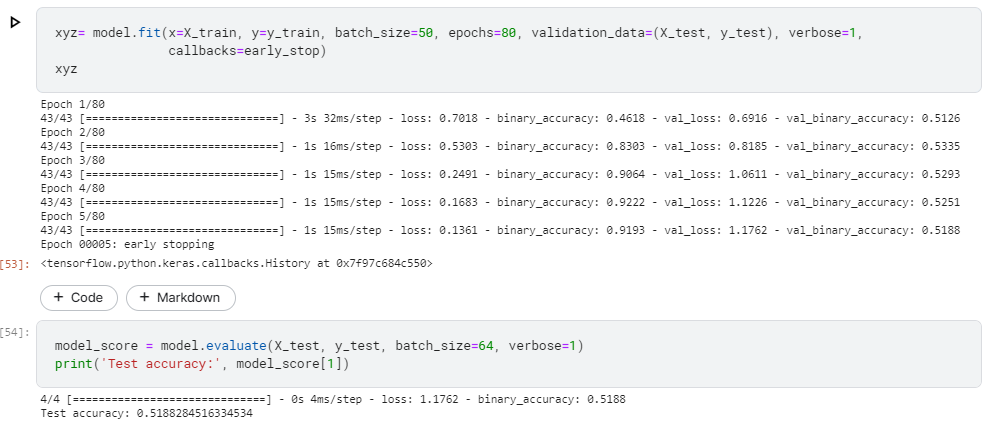 xyz= model.fit(x=X_train, y=y_train, batch_size=50, epochs=80, validation_data=(X_test, y_test), verbose=1,
callbacks=early_stop)
xyz
Epoch 1/80
43/43 [==============================] - 3s 32ms/step - loss: 0.7018 - binary_accuracy: 0.4618 - val_loss: 0.6916 - val_binary_accuracy: 0.5126
Epoch 2/80
43/43 [==============================] - 1s 16ms/step - loss: 0.5303 - binary_accuracy: 0.8303 - val_loss: 0.8185 - val_binary_accuracy: 0.5335
Epoch 3/80
43/43 [==============================] - 1s 15ms/step - loss: 0.2491 - binary_accuracy: 0.9064 - val_loss: 1.0611 - val_binary_accuracy: 0.5293
Epoch 4/80
43/43 [==============================] - 1s 15ms/step - loss: 0.1683 - binary_accuracy: 0.9222 - val_loss: 1.1226 - val_binary_accuracy: 0.5251
Epoch 5/80
43/43 [==============================] - 1s 15ms/step - loss: 0.1361 - binary_accuracy: 0.9193 - val_loss: 1.1762 - val_binary_accuracy: 0.5188
Epoch 00005: early stopping
[53]: <tensorflow.python.keras.callbacks.History at 0x7f97c684c550>
+ Code + Markdown
[54]:
model_score = model.evaluate(X_test, y_test, batch_size=64, verbose=1)
print('Test accuracy:', model_score[1])
4/4 [==============================] - 0s 4ms/step - loss: 1.1762 - binary_accuracy: 0.5188
Test accuracy: 0.5188284516334534